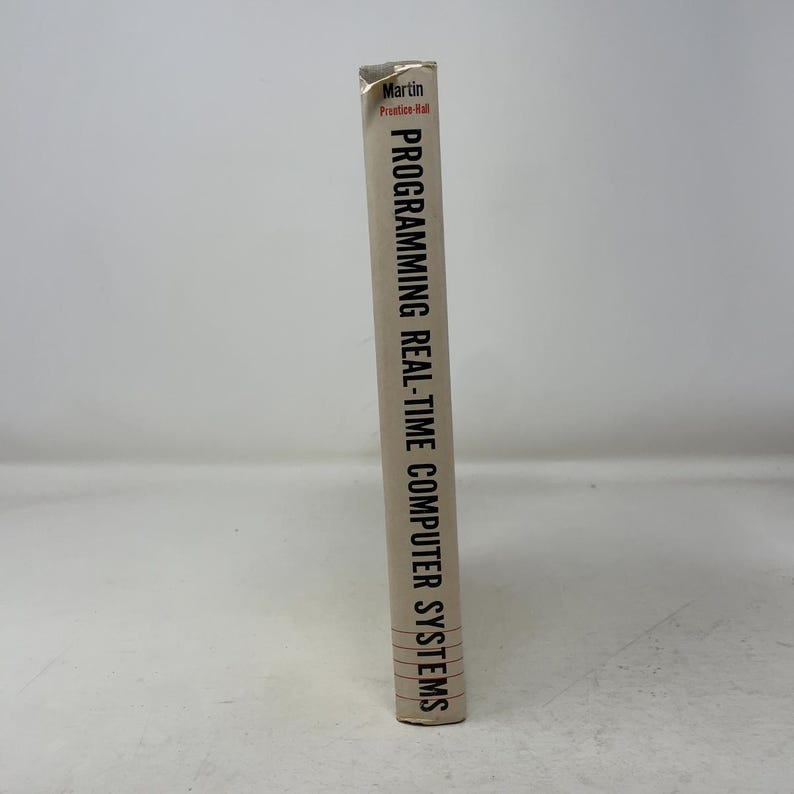 Martin
Prentice-Hall
PROGRAMMING REAL-TIME COMPUTER SYSTEMS